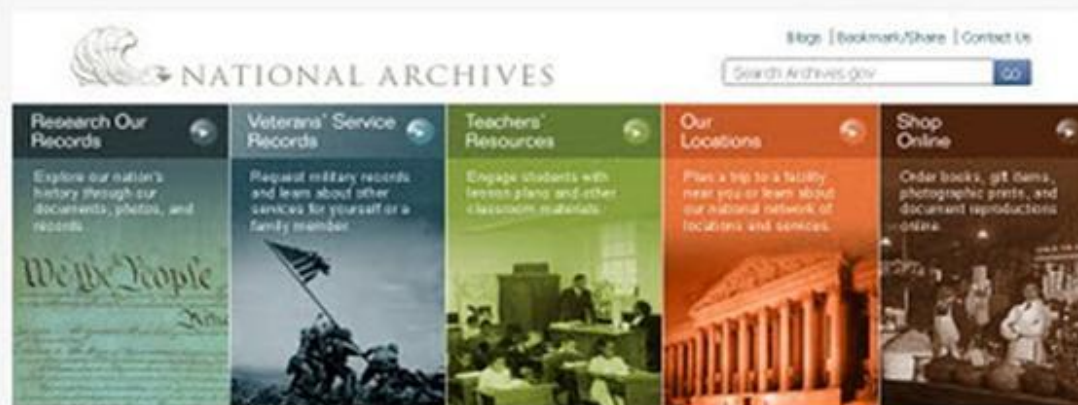 Blogs | Bookmark/Share | Contact Us
NATIONAL ARCHIVES
Search Archives.gov
GO
Research Our
Records
Explore our nation's
history through our
documents, photos, and
records.
We the People
Veterans' Service
Records
Request military records
and learn about other
services for yourself or a
family member.
Teachers'
Resources
Engage students with
lesson plans and other
classroom materials.
Our
Locations
Plan a trip to a facility
near you or learn about
our national network of
locations and services.
Shop
Online
Order books, gift items,
photographic prints, and
document reproductions
online.